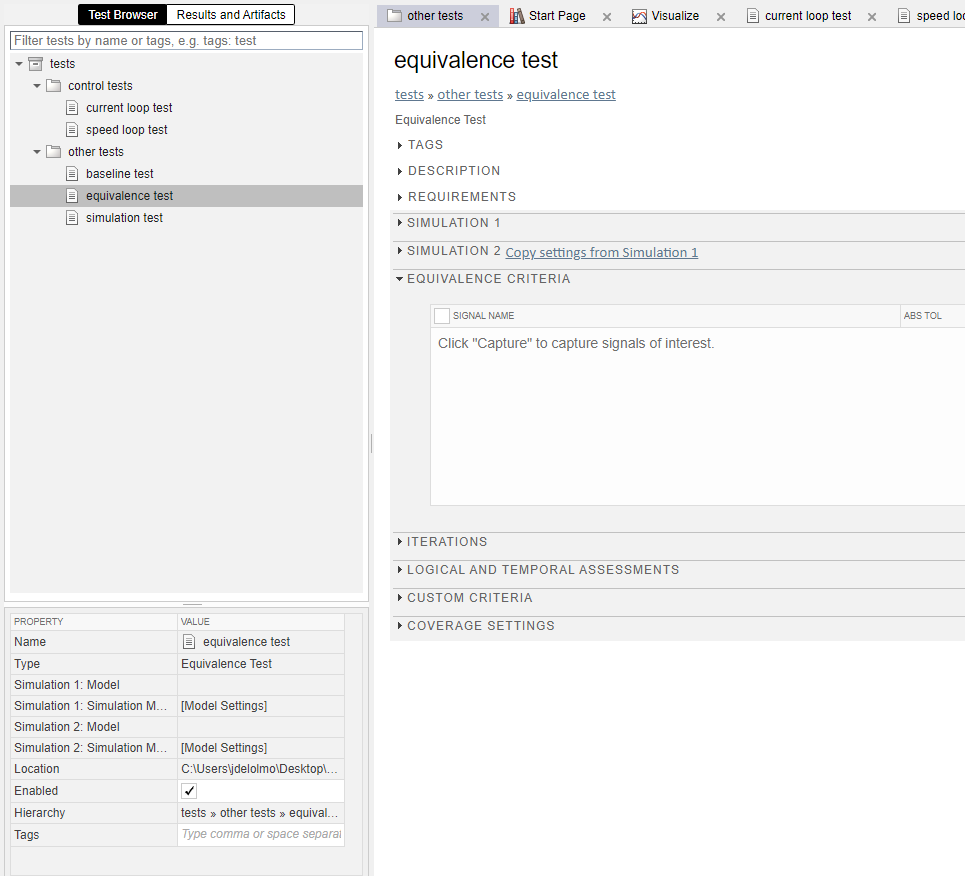 Test Browser Results and Artifacts
Filter tests by name or tags, e.g. tags: test
tests
control tests
current loop test
speed loop test
other tests
baseline test
equivalence test
simulation test
PROPERTY VALUE
Name equivalence test
Type Equivalence Test
Simulation 1: Model
Simulation 1: Simulation M... [Model Settings]
Simulation 2: Model
Simulation 2: Simulation M... [Model Settings]
Location C:\Users\jdelolmo\Desktop\...
Enabled
Hierarchy tests » other tests » equival...
Tags Type comma or space separat
other tests Start Page Visualize current loop test speed loo
equivalence test
tests » other tests » equivalence test
Equivalence Test
TAGS
DESCRIPTION
REQUIREMENTS
SIMULATION 1
SIMULATION 2 Copy settings from Simulation 1
EQUIVALENCE CRITERIA
SIGNAL NAME ABS TOL
Click "Capture" to capture signals of interest.
ITERATIONS
LOGICAL AND TEMPORAL ASSESSMENTS
CUSTOM CRITERIA
COVERAGE SETTINGS